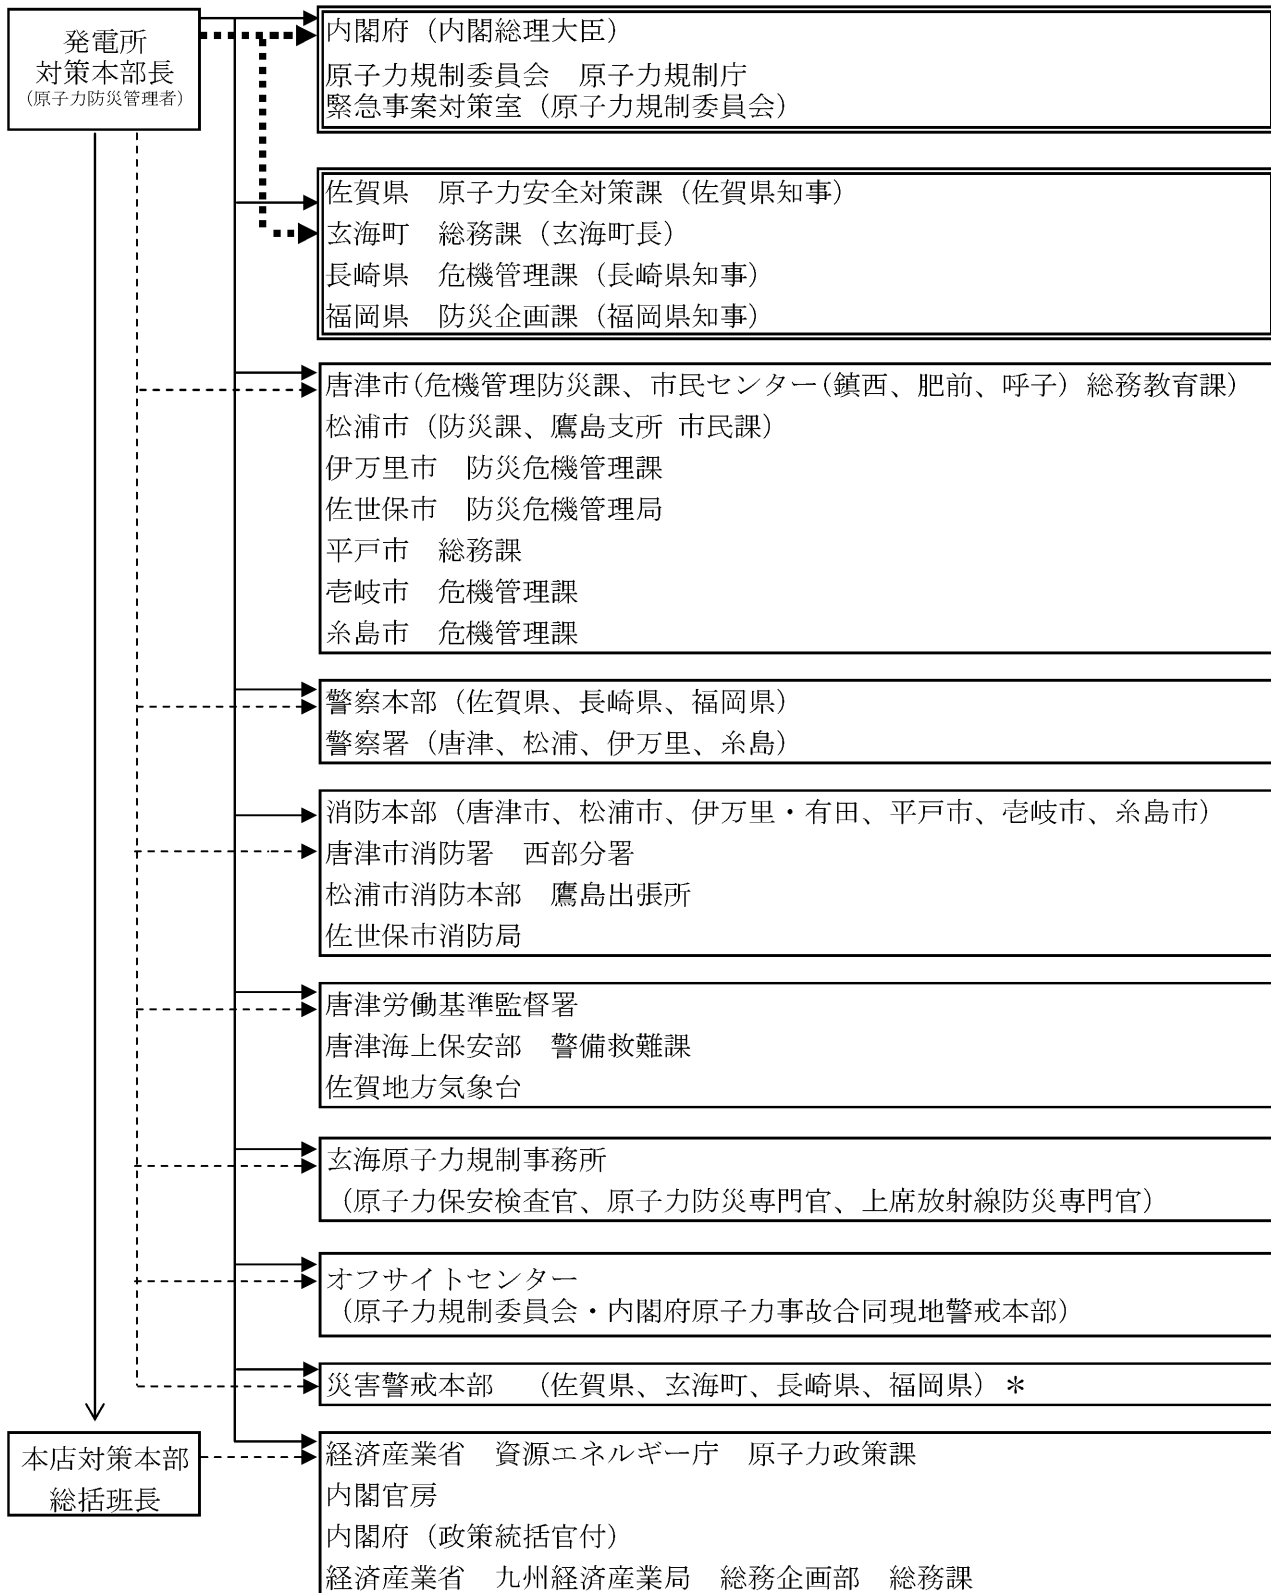 発電所
対策本部長
(原子力防災管理者)
内閣府（内閣総理大臣）
原子力規制委員会　原子力規制庁
緊急事案対策室（原子力規制委員会）
佐賀県　原子力安全対策課（佐賀県知事）
玄海町　総務課（玄海町長）
長崎県　危機管理課（長崎県知事）
福岡県　防災企画課（福岡県知事）
唐津市(危機管理防災課、市民センター(鎮西、肥前、呼子）総務教育課）
松浦市（防災課、鷹島支所 市民課）
伊万里市　防災危機管理課
佐世保市　防災危機管理局
平戸市　総務課
壱岐市　危機管理課
糸島市　危機管理課
警察本部（佐賀県、長崎県、福岡県）
警察署（唐津、松浦、伊万里、糸島）
消防本部（唐津市、松浦市、伊万里・有田、平戸市、壱岐市、糸島市）
唐津市消防署　西部分署
松浦市消防本部　鷹島出張所
佐世保市消防局
唐津労働基準監督署
唐津海上保安部　警備救難課
佐賀地方気象台
玄海原子力規制事務所
（原子力保安検査官、原子力防災専門官、上席放射線防災専門官）
オフサイトセンター
（原子力規制委員会・内閣府原子力事故合同現地警戒本部）
災害警戒本部　（佐賀県、玄海町、長崎県、福岡県）＊
本店対策本部
総括班長
経済産業省　資源エネルギー庁　原子力政策課
内閣官房
内閣府（政策統括官付）
経済産業省　九州経済産業局　総務企画部　総務課